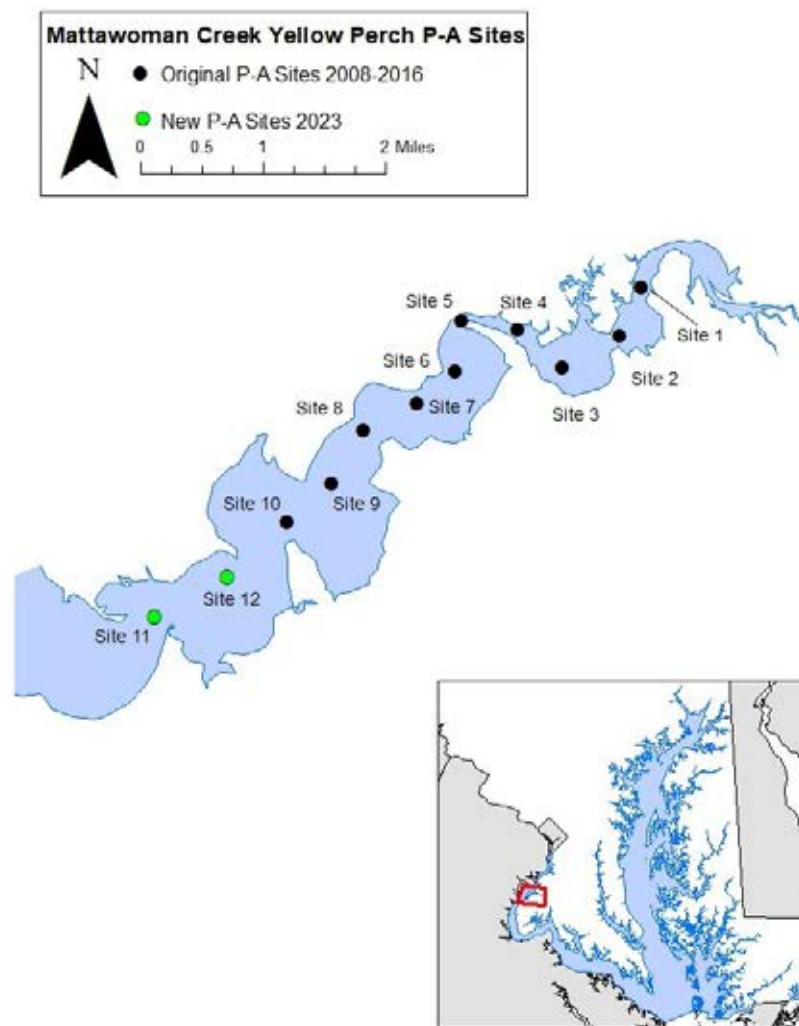 Mattawoman Creek Yellow Perch P-A Sites
N
Original P-A Sites 2008-2016
New P-A Sites 2023
0 0.5 1 2 Miles
Site 5
Site 4
Site 1
Site 6
Site 2
Site 3
Site 8
Site 7
Site 10
Site 9
Site 12
Site 11